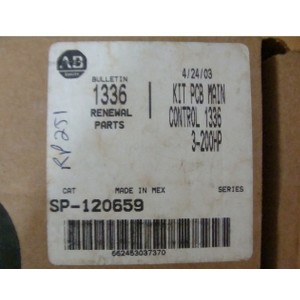 AB
BULLETIN
1336
RENEWAL
PARTS
4/24/03
KIT PCB MAIN
CONTROL 1336
3-200HP
RP251
CAT MADE IN MEX SERIES
SP-120659
662453037370